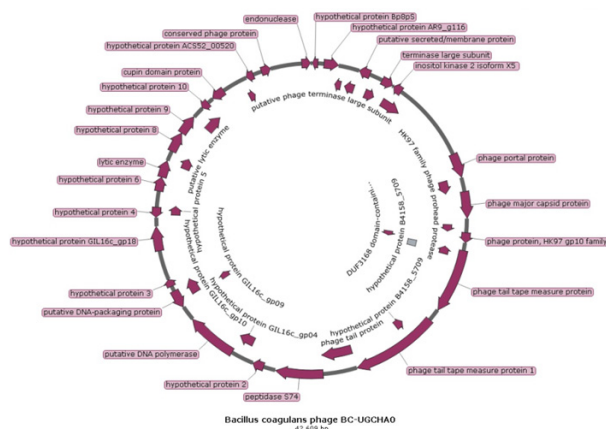 endonuclease
conserved phage protein
hypothetical protein ACS52_00520
cupin domain protein
hypothetical protein 10
hypothetical protein 9
hypothetical protein 8
lytic enzyme
hypothetical protein 6
hypothetical protein 4
hypothetical protein GIL16c_gp18
hypothetical protein 3
putative DNA-packaging protein
putative DNA polymerase
hypothetical protein 2
peptidase S74
hypothetical protein Bp8pS
hypothetical protein AR9_g116
putative secreted/membrane protein
terminase large subunit
inositol kinase 2 isoform X5
phage portal protein
phage major capsid protein
phage protein, HK97 gp10 family
phage tail tape measure protein
phage tail tape measure protein 1
putative phage terminase large subunit
HK97 family phage prohead protease
putative lytic enzyme
hypothetical protein 5
hypothetical protein GIL16c_gp10
hypothetical protein GIL16c_gp09
hypothetical protein GIL16c_gp04
DUF3168 domain-containi...
hypothetical protein B4158_5709
hypothetical protein B4158_5709
phage tail protein
Bacillus coagulans phage BC-UGCHA0